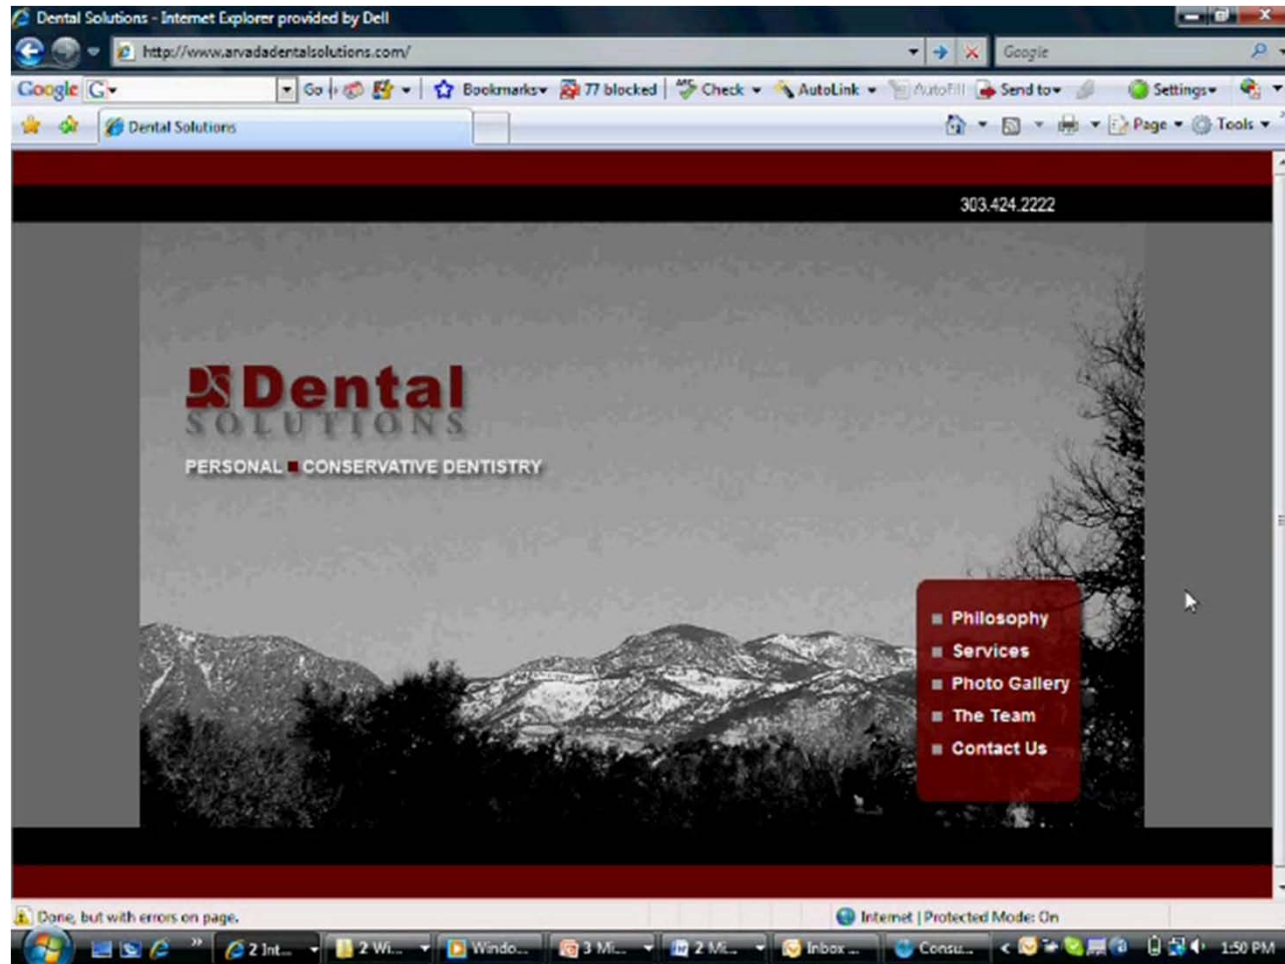 Dental Solutions - Internet Explorer provided by Dell
http://www.arvadadentalsolutions.com/
Google
Google G
Go
Bookmarks
77 blocked
ABC Check
AutoLink
AutoFill
Send to
Settings
Dental Solutions
Page
Tools
303.424.2222
DS Dental
SOLUTIONS
PERSONAL ■ CONSERVATIVE DENTISTRY
Philosophy
Services
Photo Gallery
The Team
Contact Us
Done, but with errors on page.
Internet | Protected Mode: On
2 Int...
2 Wi...
Windo...
3 Mi...
2 Mi...
Inbox ...
Consu...
1:50 PM